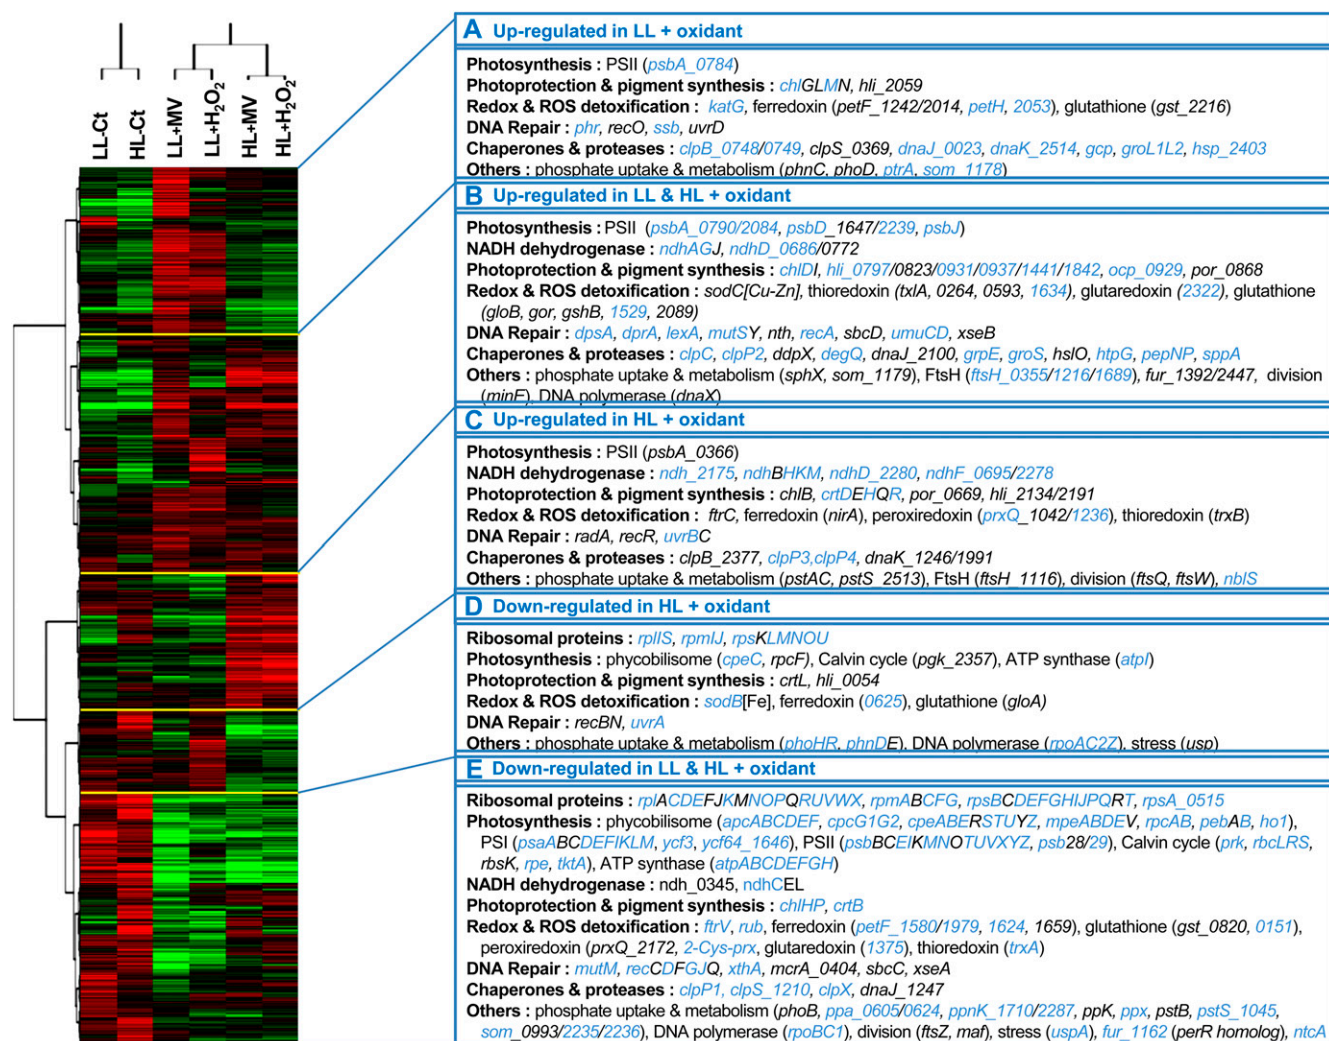 LL-Ct
HL-Ct
LL+MV
LL+H2O2
HL+MV
HL+H2O2
A Up-regulated in LL + oxidant
Photosynthesis : PSII (psbA_0784)
Photoprotection & pigment synthesis : chlGLMN, hli_2059
Redox & ROS detoxification : katG, ferredoxin (petF_1242/2014, petH, 2053), glutathione (gst_2216)
DNA Repair : phr, recO, ssb, uvrD
Chaperones & proteases : clpB_0748/0749, clpS_0369, dnaJ_0023, dnaK_2514, gcp, groL1L2, hsp_2403
Others : phosphate uptake & metabolism (phnC, phoD, ptrA, som_1178)
B Up-regulated in LL & HL + oxidant
Photosynthesis : PSII (psbA_0790/2084, psbD_1647/2239, psbJ)
NADH dehydrogenase : ndhAGJ, ndhD_0686/0772
Photoprotection & pigment synthesis : chlDI, hli_0797/0823/0931/0937/1441/1842, ocp_0929, por_0868
Redox & ROS detoxification : sodC[Cu-Zn], thioredoxin (txlA, 0264, 0593, 1634), glutaredoxin (2322), glutathione
(gloB, gor, gshB, 1529, 2089)
DNA Repair : dpsA, dprA, lexA, mutSY, nth, recA, sbcD, umuCD, xseB
Chaperones & proteases : clpC, clpP2, ddpX, degQ, dnaJ_2100, grpE, groS, hslO, htpG, pepNP, sppA
Others : phosphate uptake & metabolism (sphX, som_1179), FtsH (ftsH_0355/1216/1689), fur_1392/2447, division
(minE), DNA polymerase (dnaX)
C Up-regulated in HL + oxidant
Photosynthesis : PSII (psbA_0366)
NADH dehydrogenase : ndh_2175, ndhBHKM, ndhD_2280, ndhF_0695/2278
Photoprotection & pigment synthesis : chlB, crtDEHQR, por_0669, hli_2134/2191
Redox & ROS detoxification : ftrC, ferredoxin (nirA), peroxiredoxin (prxQ_1042/1236), thioredoxin (trxB)
DNA Repair : radA, recR, uvrBC
Chaperones & proteases : clpB_2377, clpP3,clpP4, dnaK_1246/1991
Others : phosphate uptake & metabolism (pstAC, pstS_2513), FtsH (ftsH_1116), division (ftsQ, ftsW), nblS
D Down-regulated in HL + oxidant
Ribosomal proteins : rplIS, rpmIJ, rpsKLMNOU
Photosynthesis : phycobilisome (cpeC, rpcF), Calvin cycle (pgk_2357), ATP synthase (atpI)
Photoprotection & pigment synthesis : crtL, hli_0054
Redox & ROS detoxification : sodB[Fe], ferredoxin (0625), glutathione (gloA)
DNA Repair : recBN, uvrA
Others : phosphate uptake & metabolism (phoHR, phnDE), DNA polymerase (rpoAC2Z), stress (usp)
E Down-regulated in LL & HL + oxidant
Ribosomal proteins : rplACDEFJKMNOPQRUVWX, rpmABCFG, rpsBCDEFGHIJPQRT, rpsA_0515
Photosynthesis : phycobilisome (apcABCDEF, cpcG1G2, cpeABERSTUYZ, mpeABDEV, rpcAB, pebAB, ho1),
PSI (psaABCDEFIKLM, ycf3, ycf64_1646), PSII (psbBCEIKMNOTUVXYZ, psb28/29), Calvin cycle (prk, rbcLRS,
rbsK, rpe, tktA), ATP synthase (atpABCDEFGH)
NADH dehydrogenase : ndh_0345, ndhCEL
Photoprotection & pigment synthesis : chlHP, crtB
Redox & ROS detoxification : ftrV, rub, ferredoxin (petF_1580/1979, 1624, 1659), glutathione (gst_0820, 0151),
peroxiredoxin (prxQ_2172, 2-Cys-prx, glutaredoxin (1375), thioredoxin (trxA)
DNA Repair : mutM, recCDFGJQ, xthA, mcrA_0404, sbcC, xseA
Chaperones & proteases : clpP1, clpS_1210, clpX, dnaJ_1247
Others : phosphate uptake & metabolism (phoB, ppa_0605/0624, ppnK_1710/2287, ppK, ppx, pstB, pstS_1045,
som_0993/2235/2236), DNA polymerase (rpoBC1), division (ftsZ, maf), stress (uspA), fur_1162 (perR homolog), ntcA